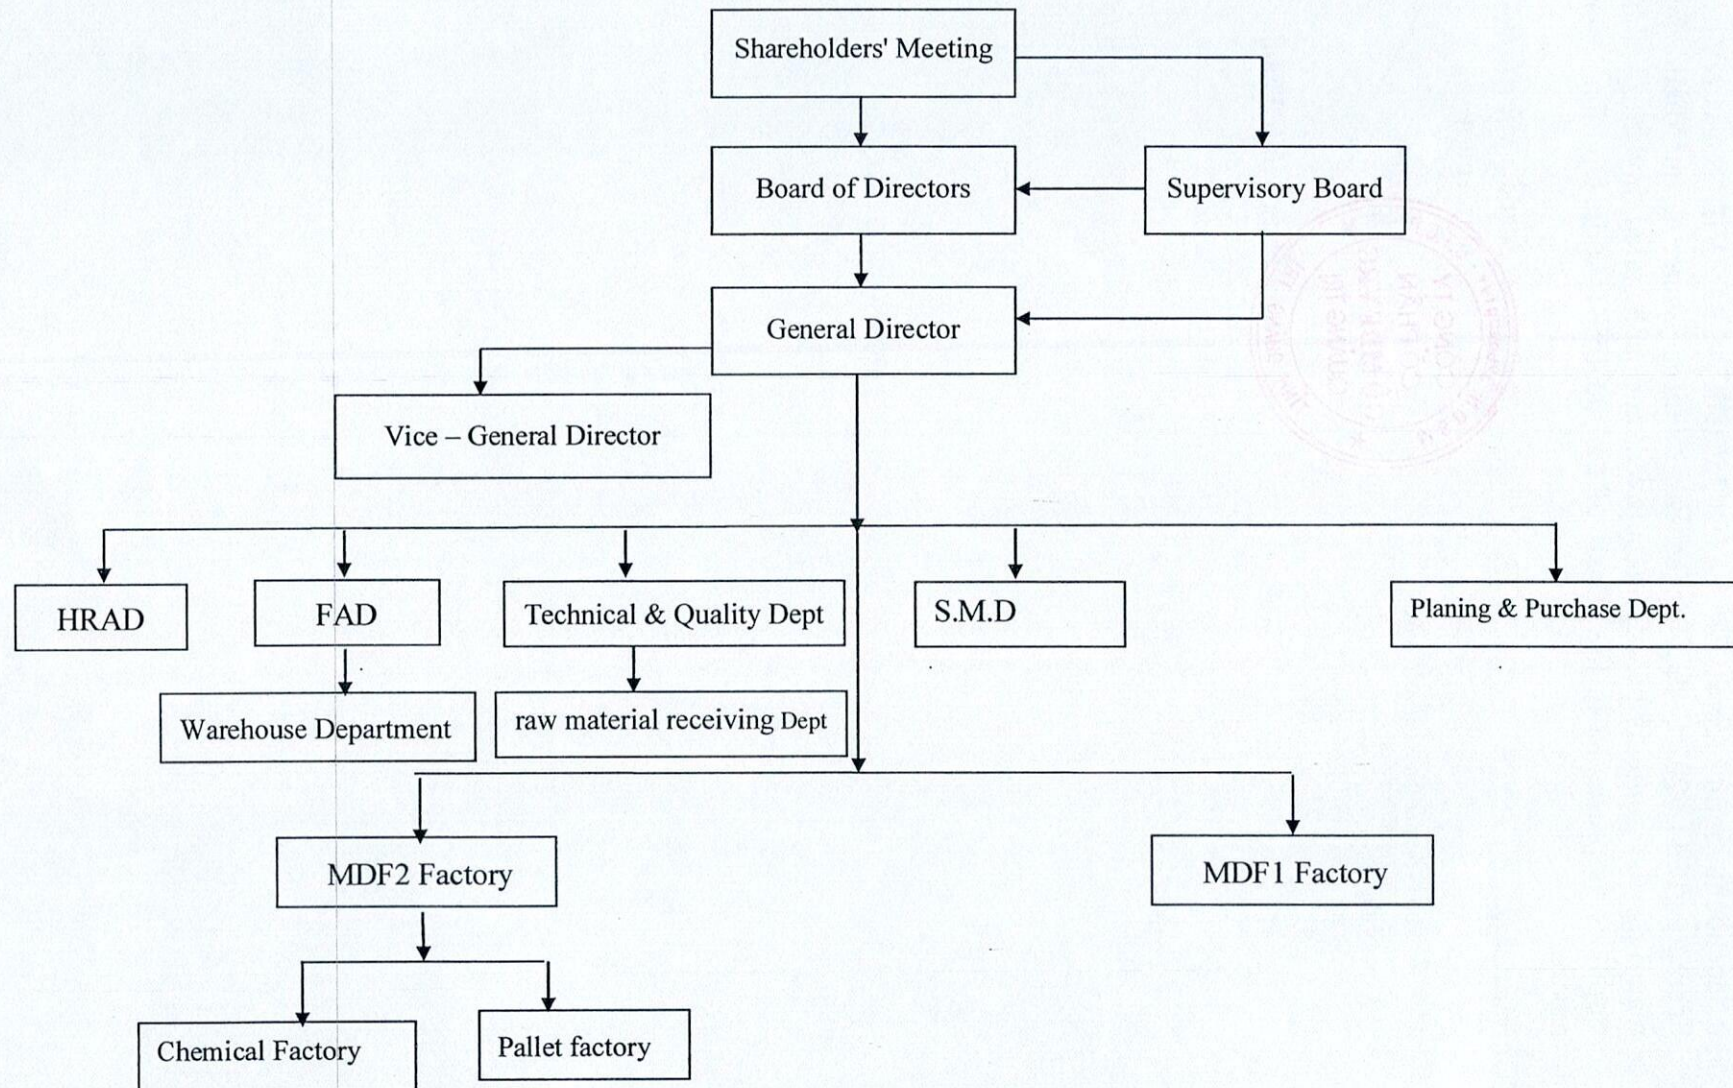 Shareholders' Meeting
Board of Directors
Supervisory Board
General Director
Vice – General Director
HRAD
FAD
Technical & Quality Dept
S.M.D
Planing & Purchase Dept.
Warehouse Department
raw material receiving Dept
MDF2 Factory
MDF1 Factory
Chemical Factory
Pallet factory